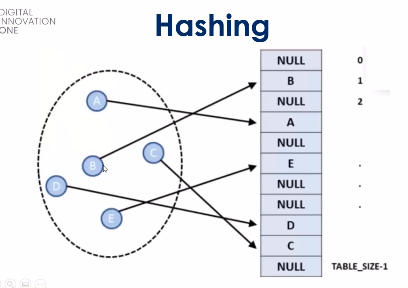 DIGITAL
INNOVATION
ONE
Hashing
A
B
C
D
E
NULL 0
B 1
NULL 2
A
NULL
E .
NULL .
NULL .
D
C
NULL TABLE_SIZE-1